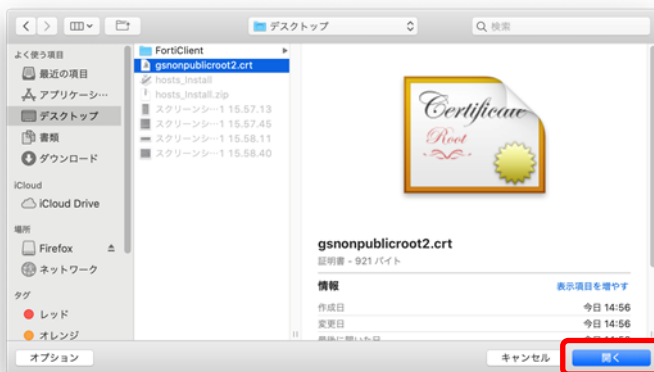 デスクトップ
検索
よく使う項目
最近の項目
アプリケーシ…
デスクトップ
書類
ダウンロード
iCloud
iCloud Drive
場所
Firefox
ネットワーク
タグ
レッド
オレンジ
FortiClient
gsnonpublicroot2.crt
hosts_Install
hosts_Install.zip
スクリーンシ…1 15.57.13
スクリーンシ…1 15.57.45
スクリーンシ…1 15.58.11
スクリーンシ…1 15.58.40
Certificate
Root
gsnonpublicroot2.crt
証明書 - 921 バイト
情報 表示項目を増やす
作成日 今日 14:56
変更日 今日 14:56
オプション
キャンセル
開く